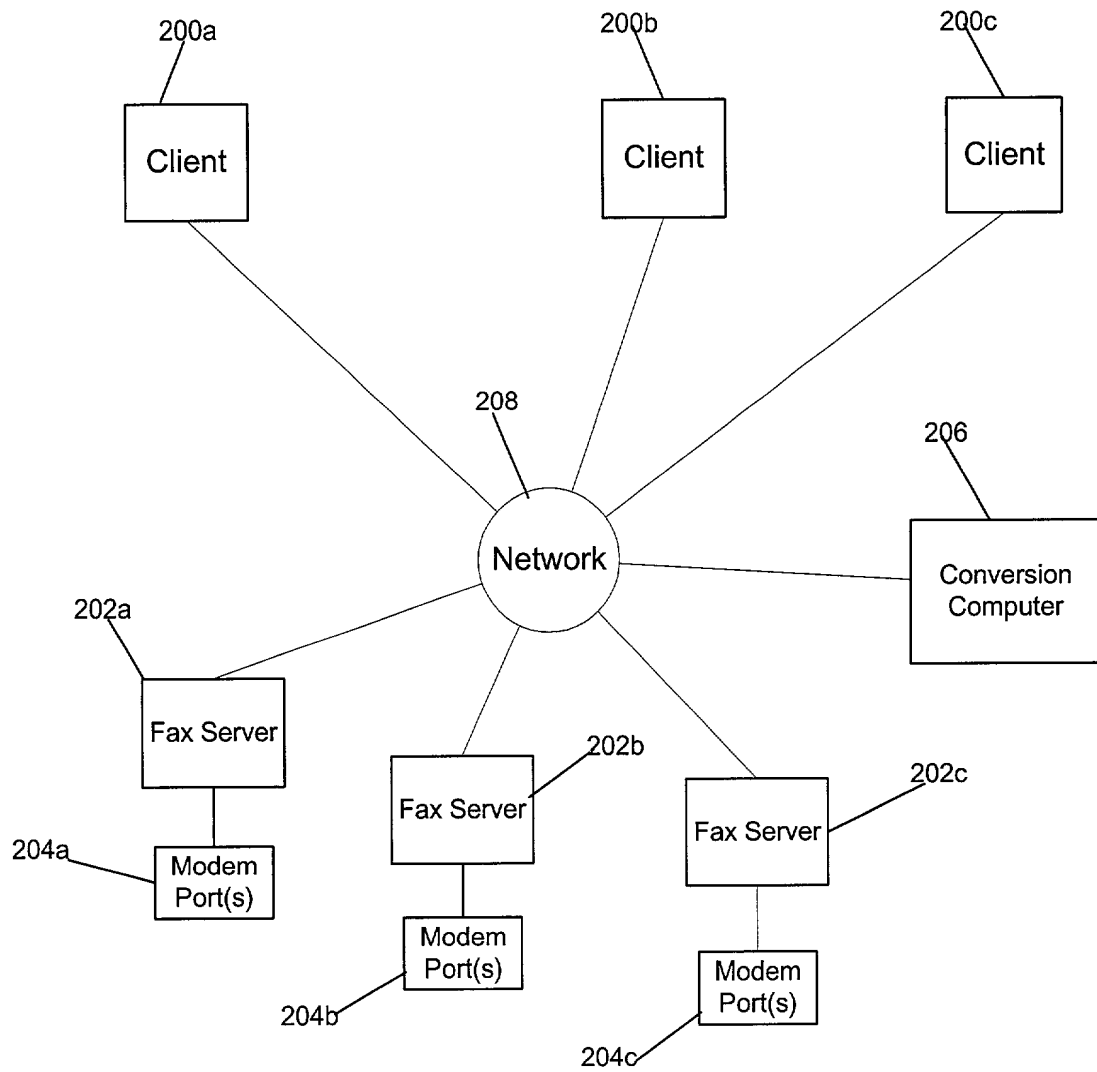 200a
200b
200c
Client
Client
Client
208
206
Network
Conversion
Computer
202a
Fax Server
202b
202c
Fax Server
Fax Server
204a
Modem
Port(s)
Modem
Port(s)
Modem
Port(s)
204b
204c